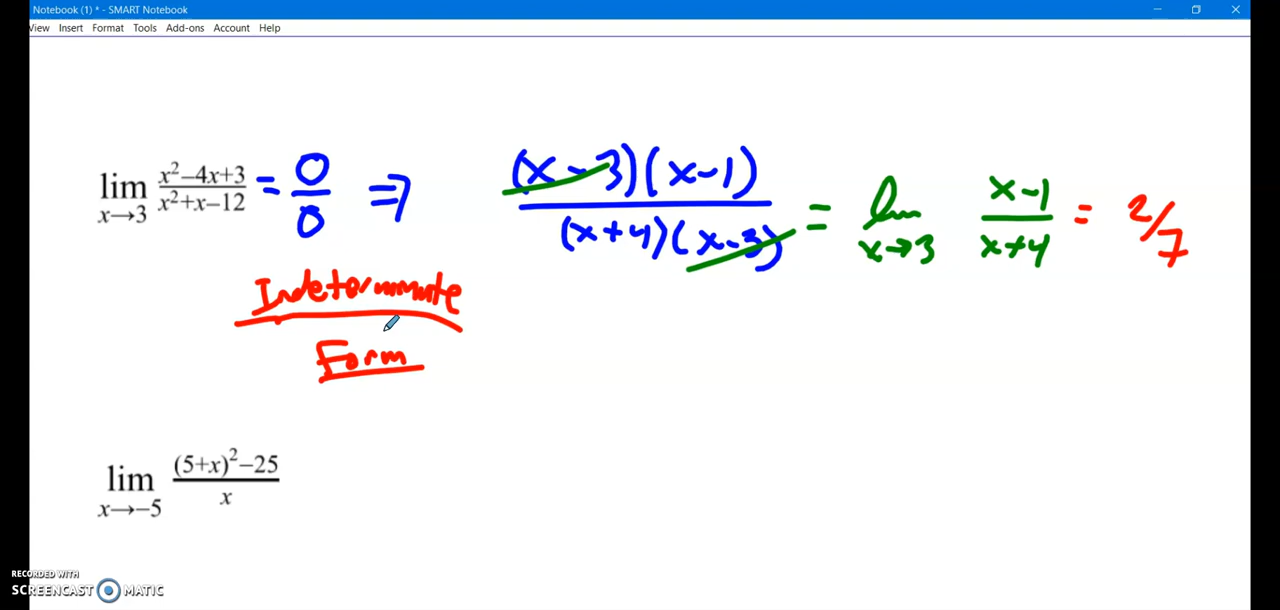 Notebook (1) * - SMART Notebook
View Insert Format Tools Add-ons Account Help
lim x→3 x²−4x+3 / x²+x−12 = 0/0 ⇒ (x−3)(x−1) / (x+4)(x−3) = lim x→3 x−1 / x+4 = 2/7
Indeterminate
Form
lim x→−5 (5+x)²−25 / x
RECORDED WITH
SCREENCAST MATIC